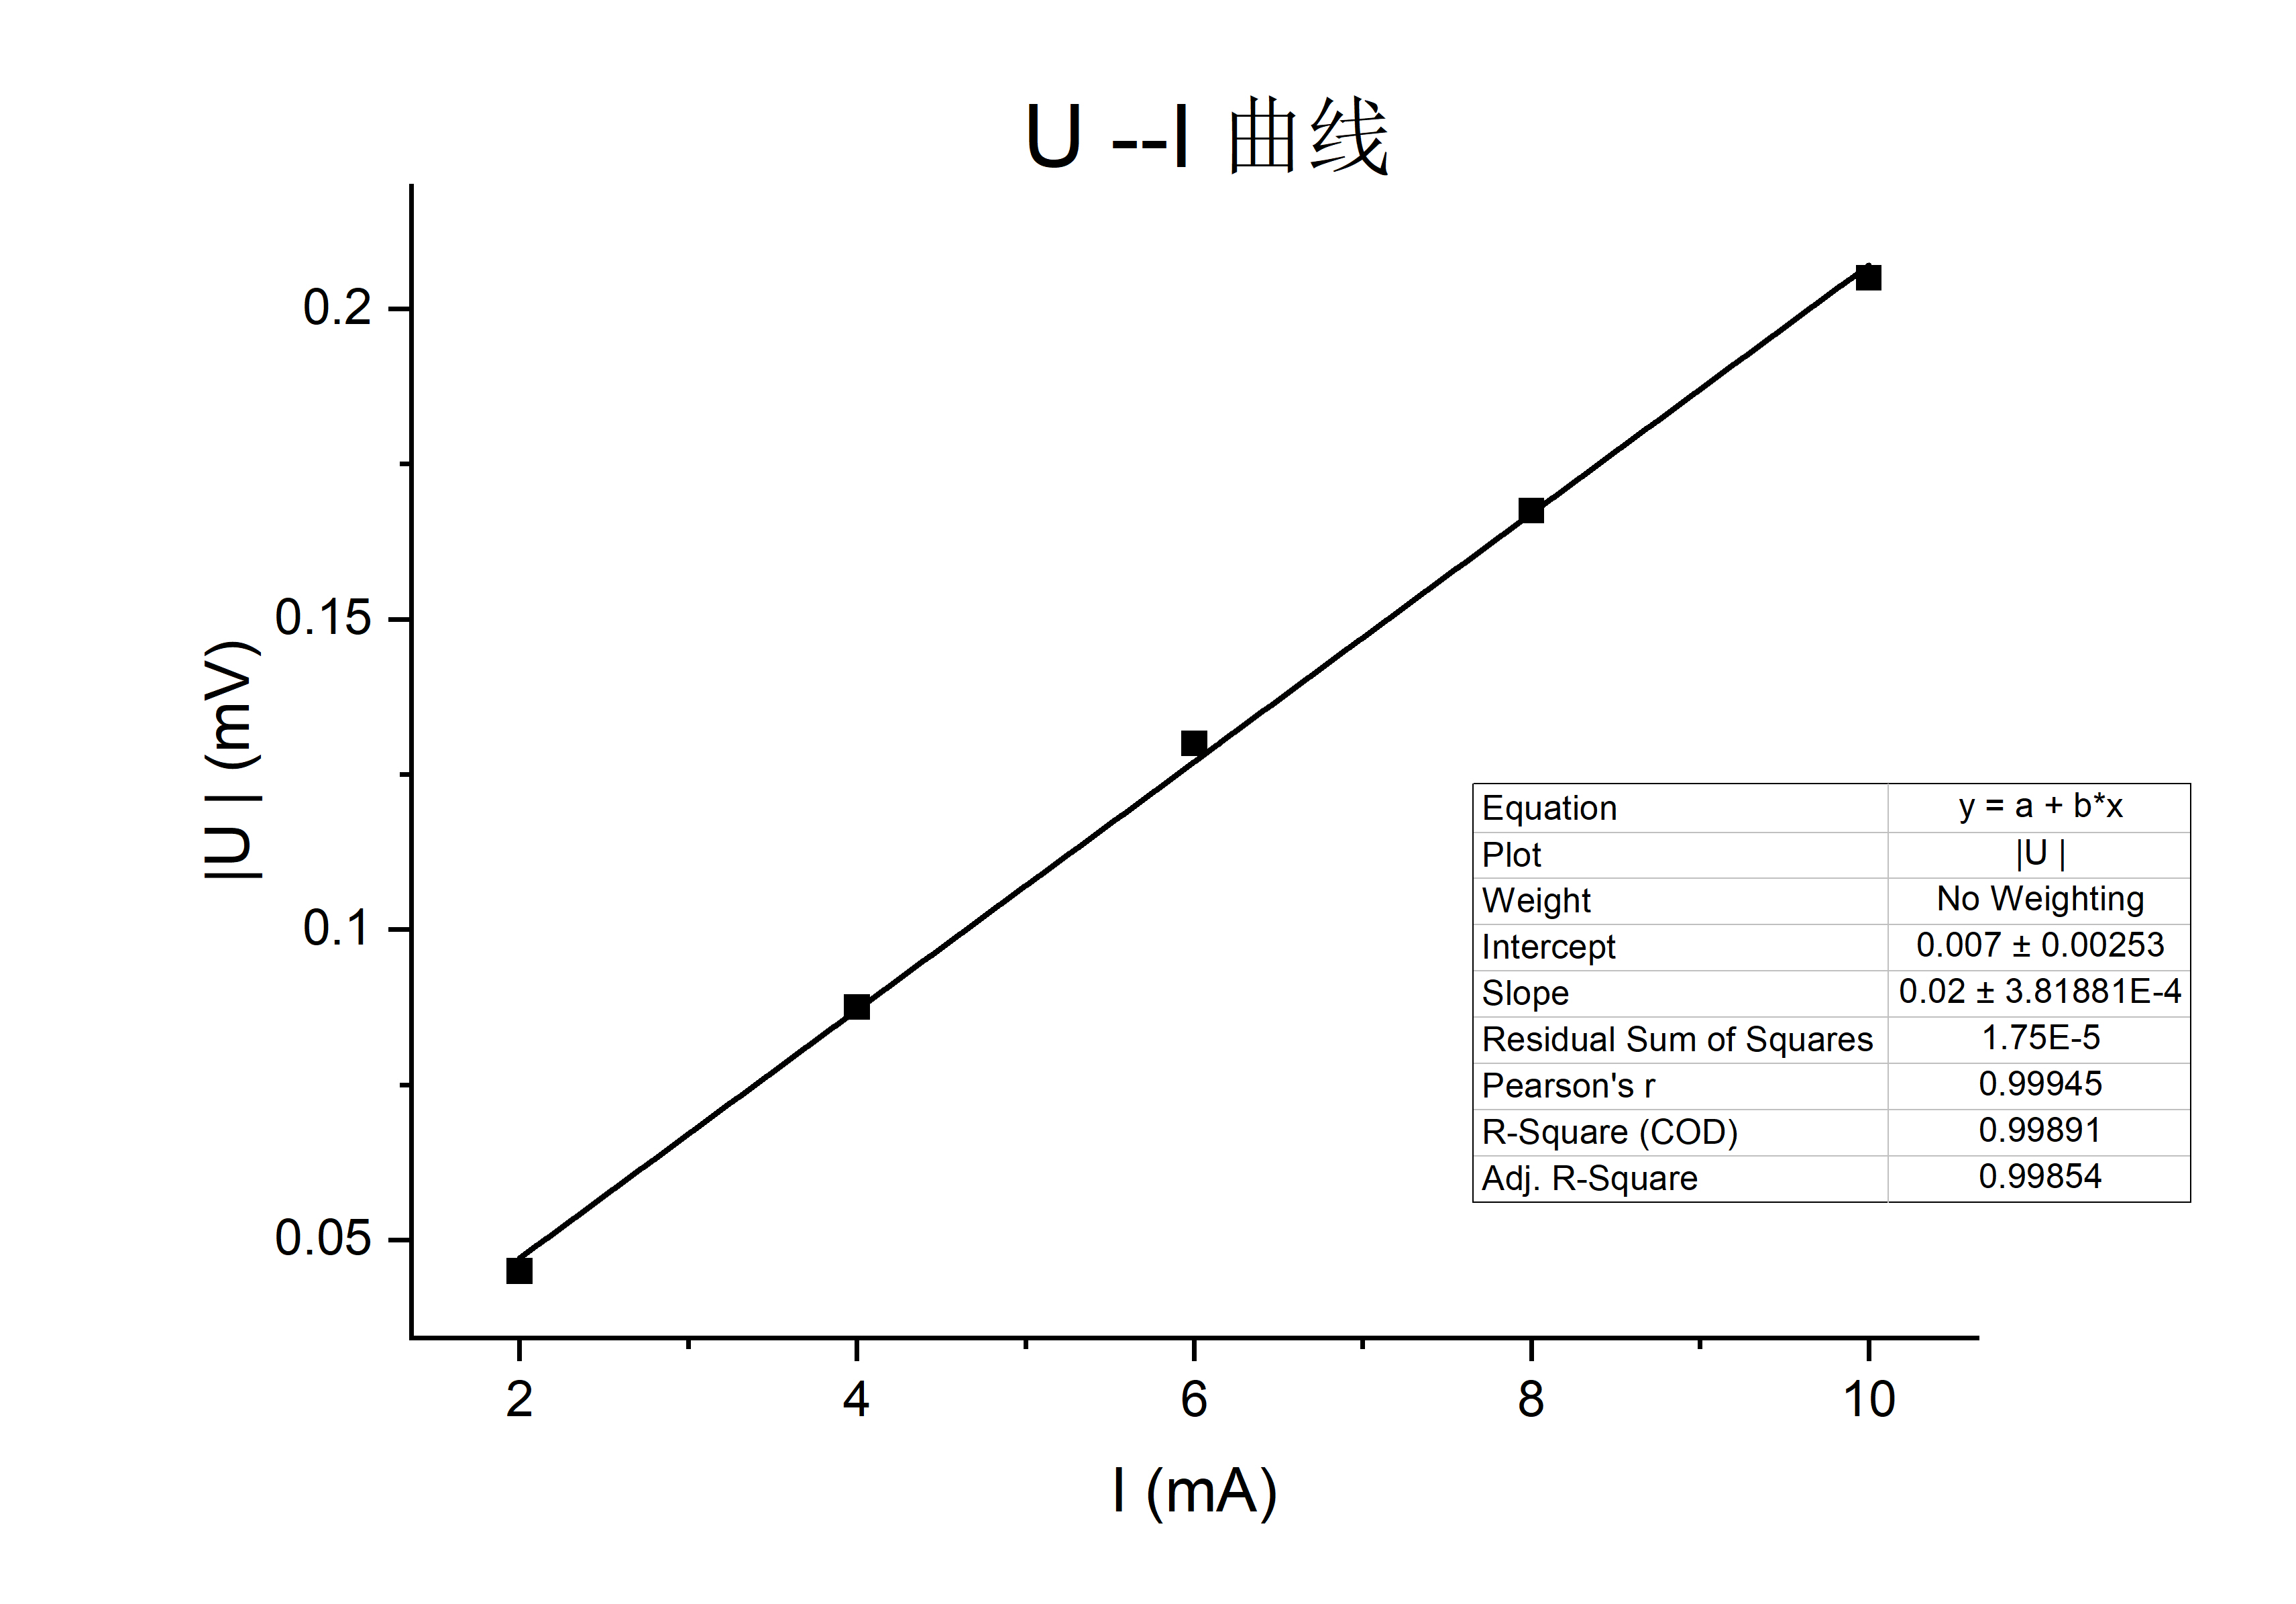 U --I 曲线
0.2
0.15
0.1
0.05
|U | (mV)
2 4 6 8 10
I (mA)
Equation y = a + b*x
Plot |U |
Weight No Weighting
Intercept 0.007 ± 0.00253
Slope 0.02 ± 3.81881E-4
Residual Sum of Squares 1.75E-5
Pearson's r 0.99945
R-Square (COD) 0.99891
Adj. R-Square 0.99854